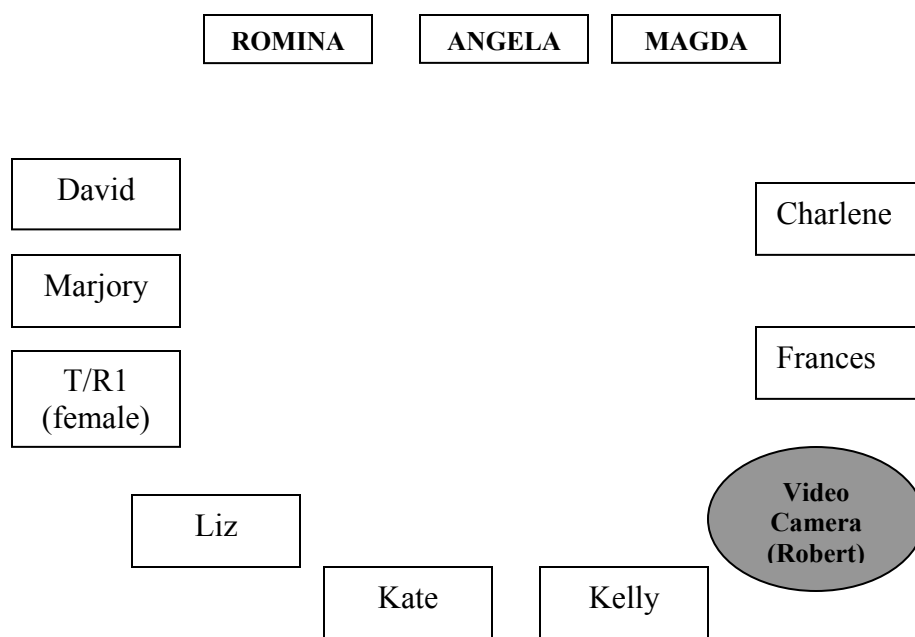 ROMINA ANGELA MAGDA
David
Charlene
Marjory
Frances
T/R1
(female)
Video
Camera
(Robert)
Liz
Kate Kelly